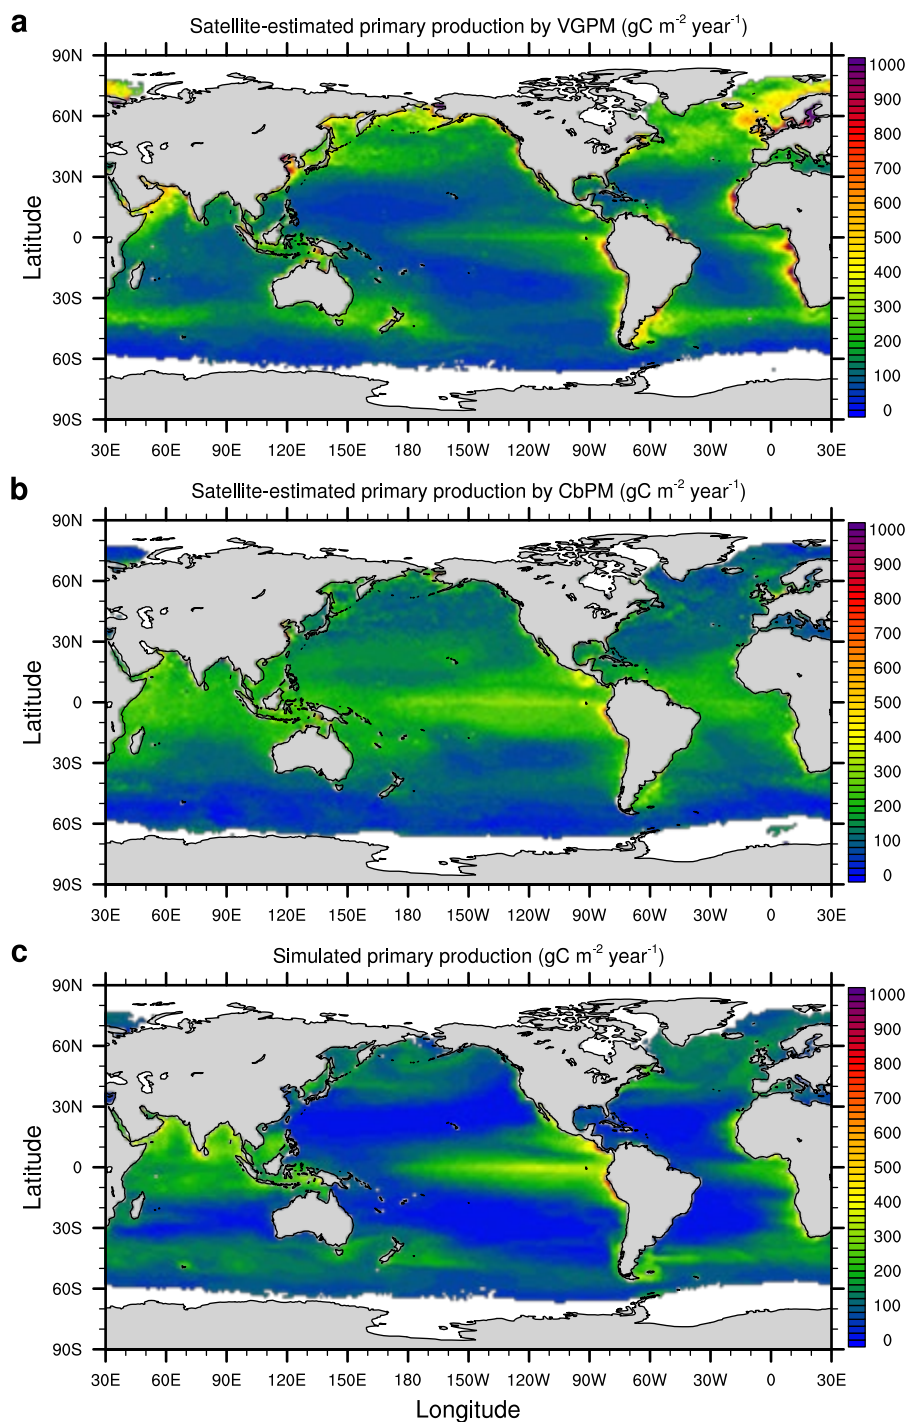 a
Satellite-estimated primary production by VGPM (gC m-2 year-1)
90N
60N
30N
0
30S
60S
90S
Latitude
30E 60E 90E 120E 150E 180 150W 120W 90W 60W 30W 0 30E
1000
900
800
700
600
500
400
300
200
100
0
b
Satellite-estimated primary production by CbPM (gC m-2 year-1)
90N
60N
30N
0
30S
60S
90S
Latitude
30E 60E 90E 120E 150E 180 150W 120W 90W 60W 30W 0 30E
1000
900
800
700
600
500
400
300
200
100
0
c
Simulated primary production (gC m-2 year-1)
90N
60N
30N
0
30S
60S
90S
Latitude
30E 60E 90E 120E 150E 180 150W 120W 90W 60W 30W 0 30E
Longitude
1000
900
800
700
600
500
400
300
200
100
0